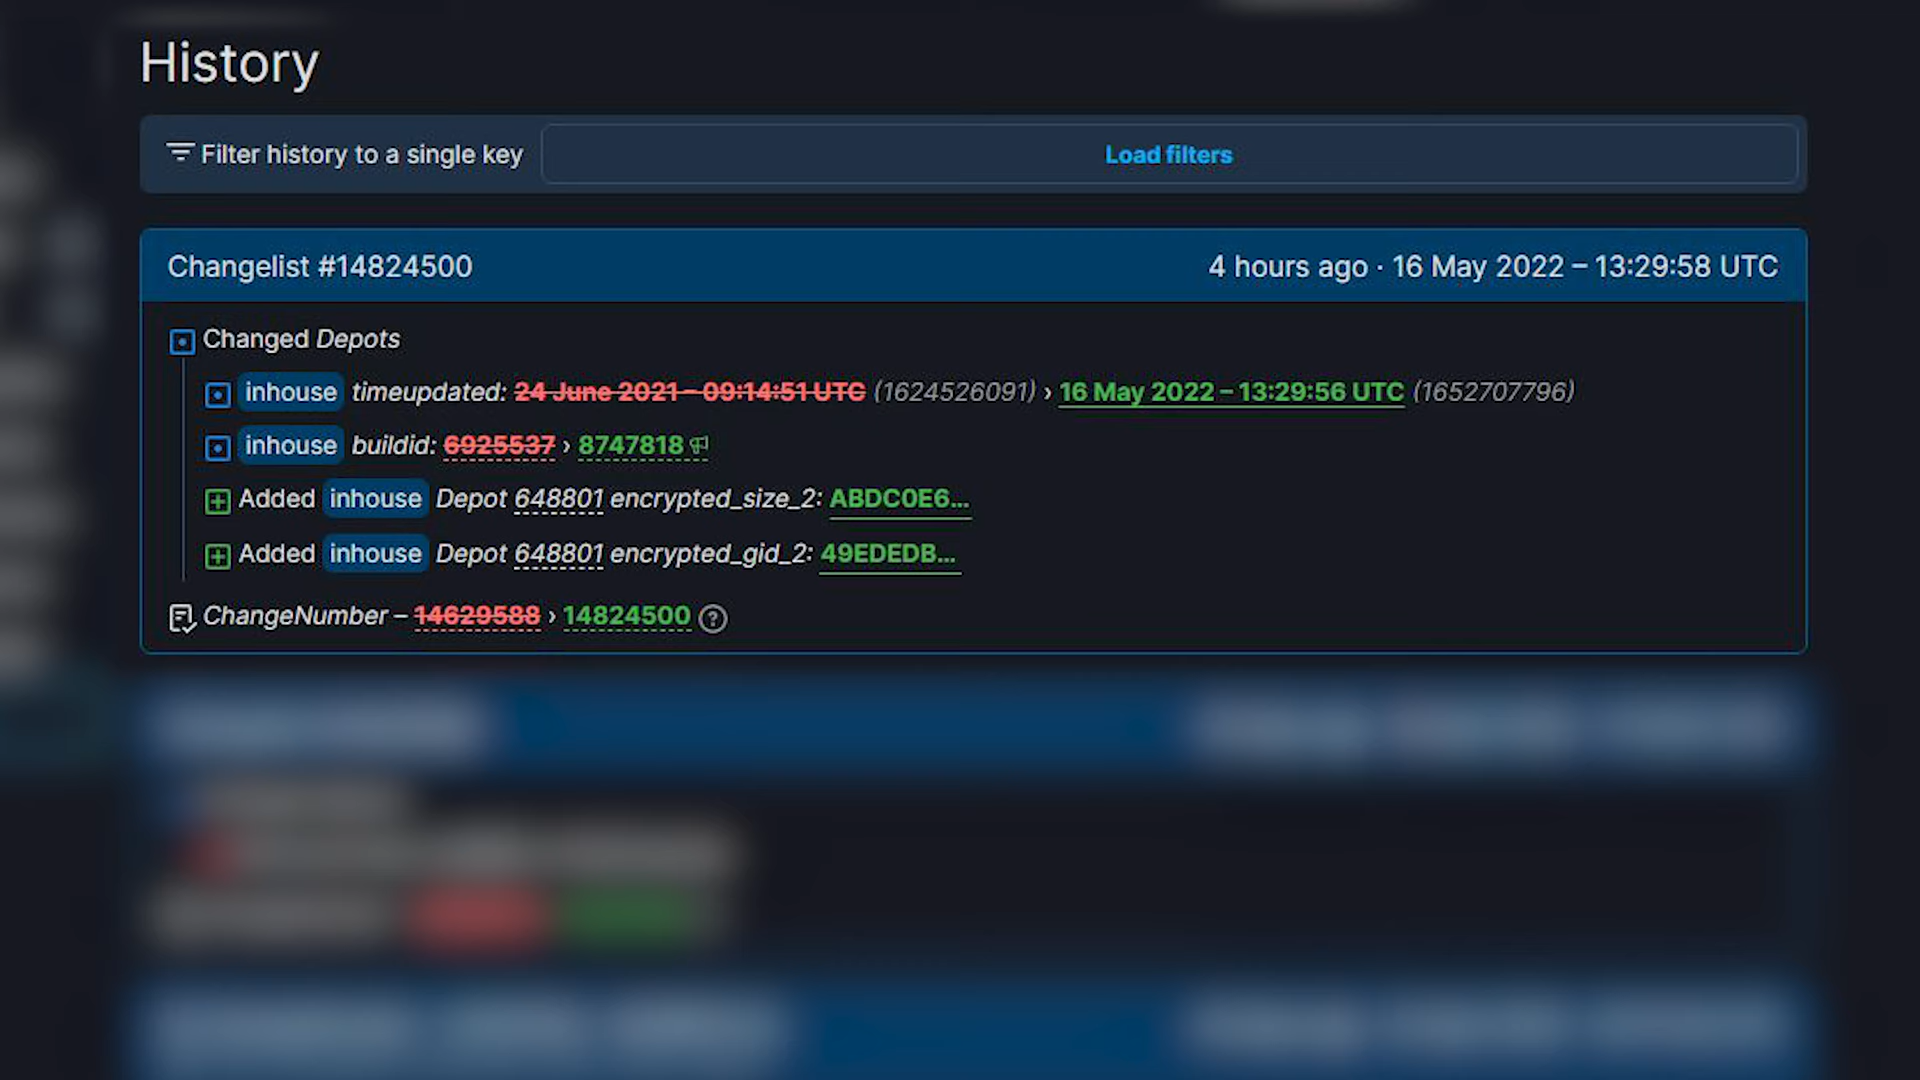 History
Filter history to a single key Load filters
Changelist #14824500 4 hours ago · 16 May 2022 – 13:29:58 UTC
Changed Depots
inhouse timeupdated: 24 June 2021 – 09:14:51 UTC (1624526091) › 16 May 2022 – 13:29:56 UTC (1652707796)
inhouse buildid: 6925537 › 8747818
Added inhouse Depot 648801 encrypted_size_2: ABDC0E6...
Added inhouse Depot 648801 encrypted_gid_2: 49EDEDB...
ChangeNumber – 14629588 › 14824500 ?